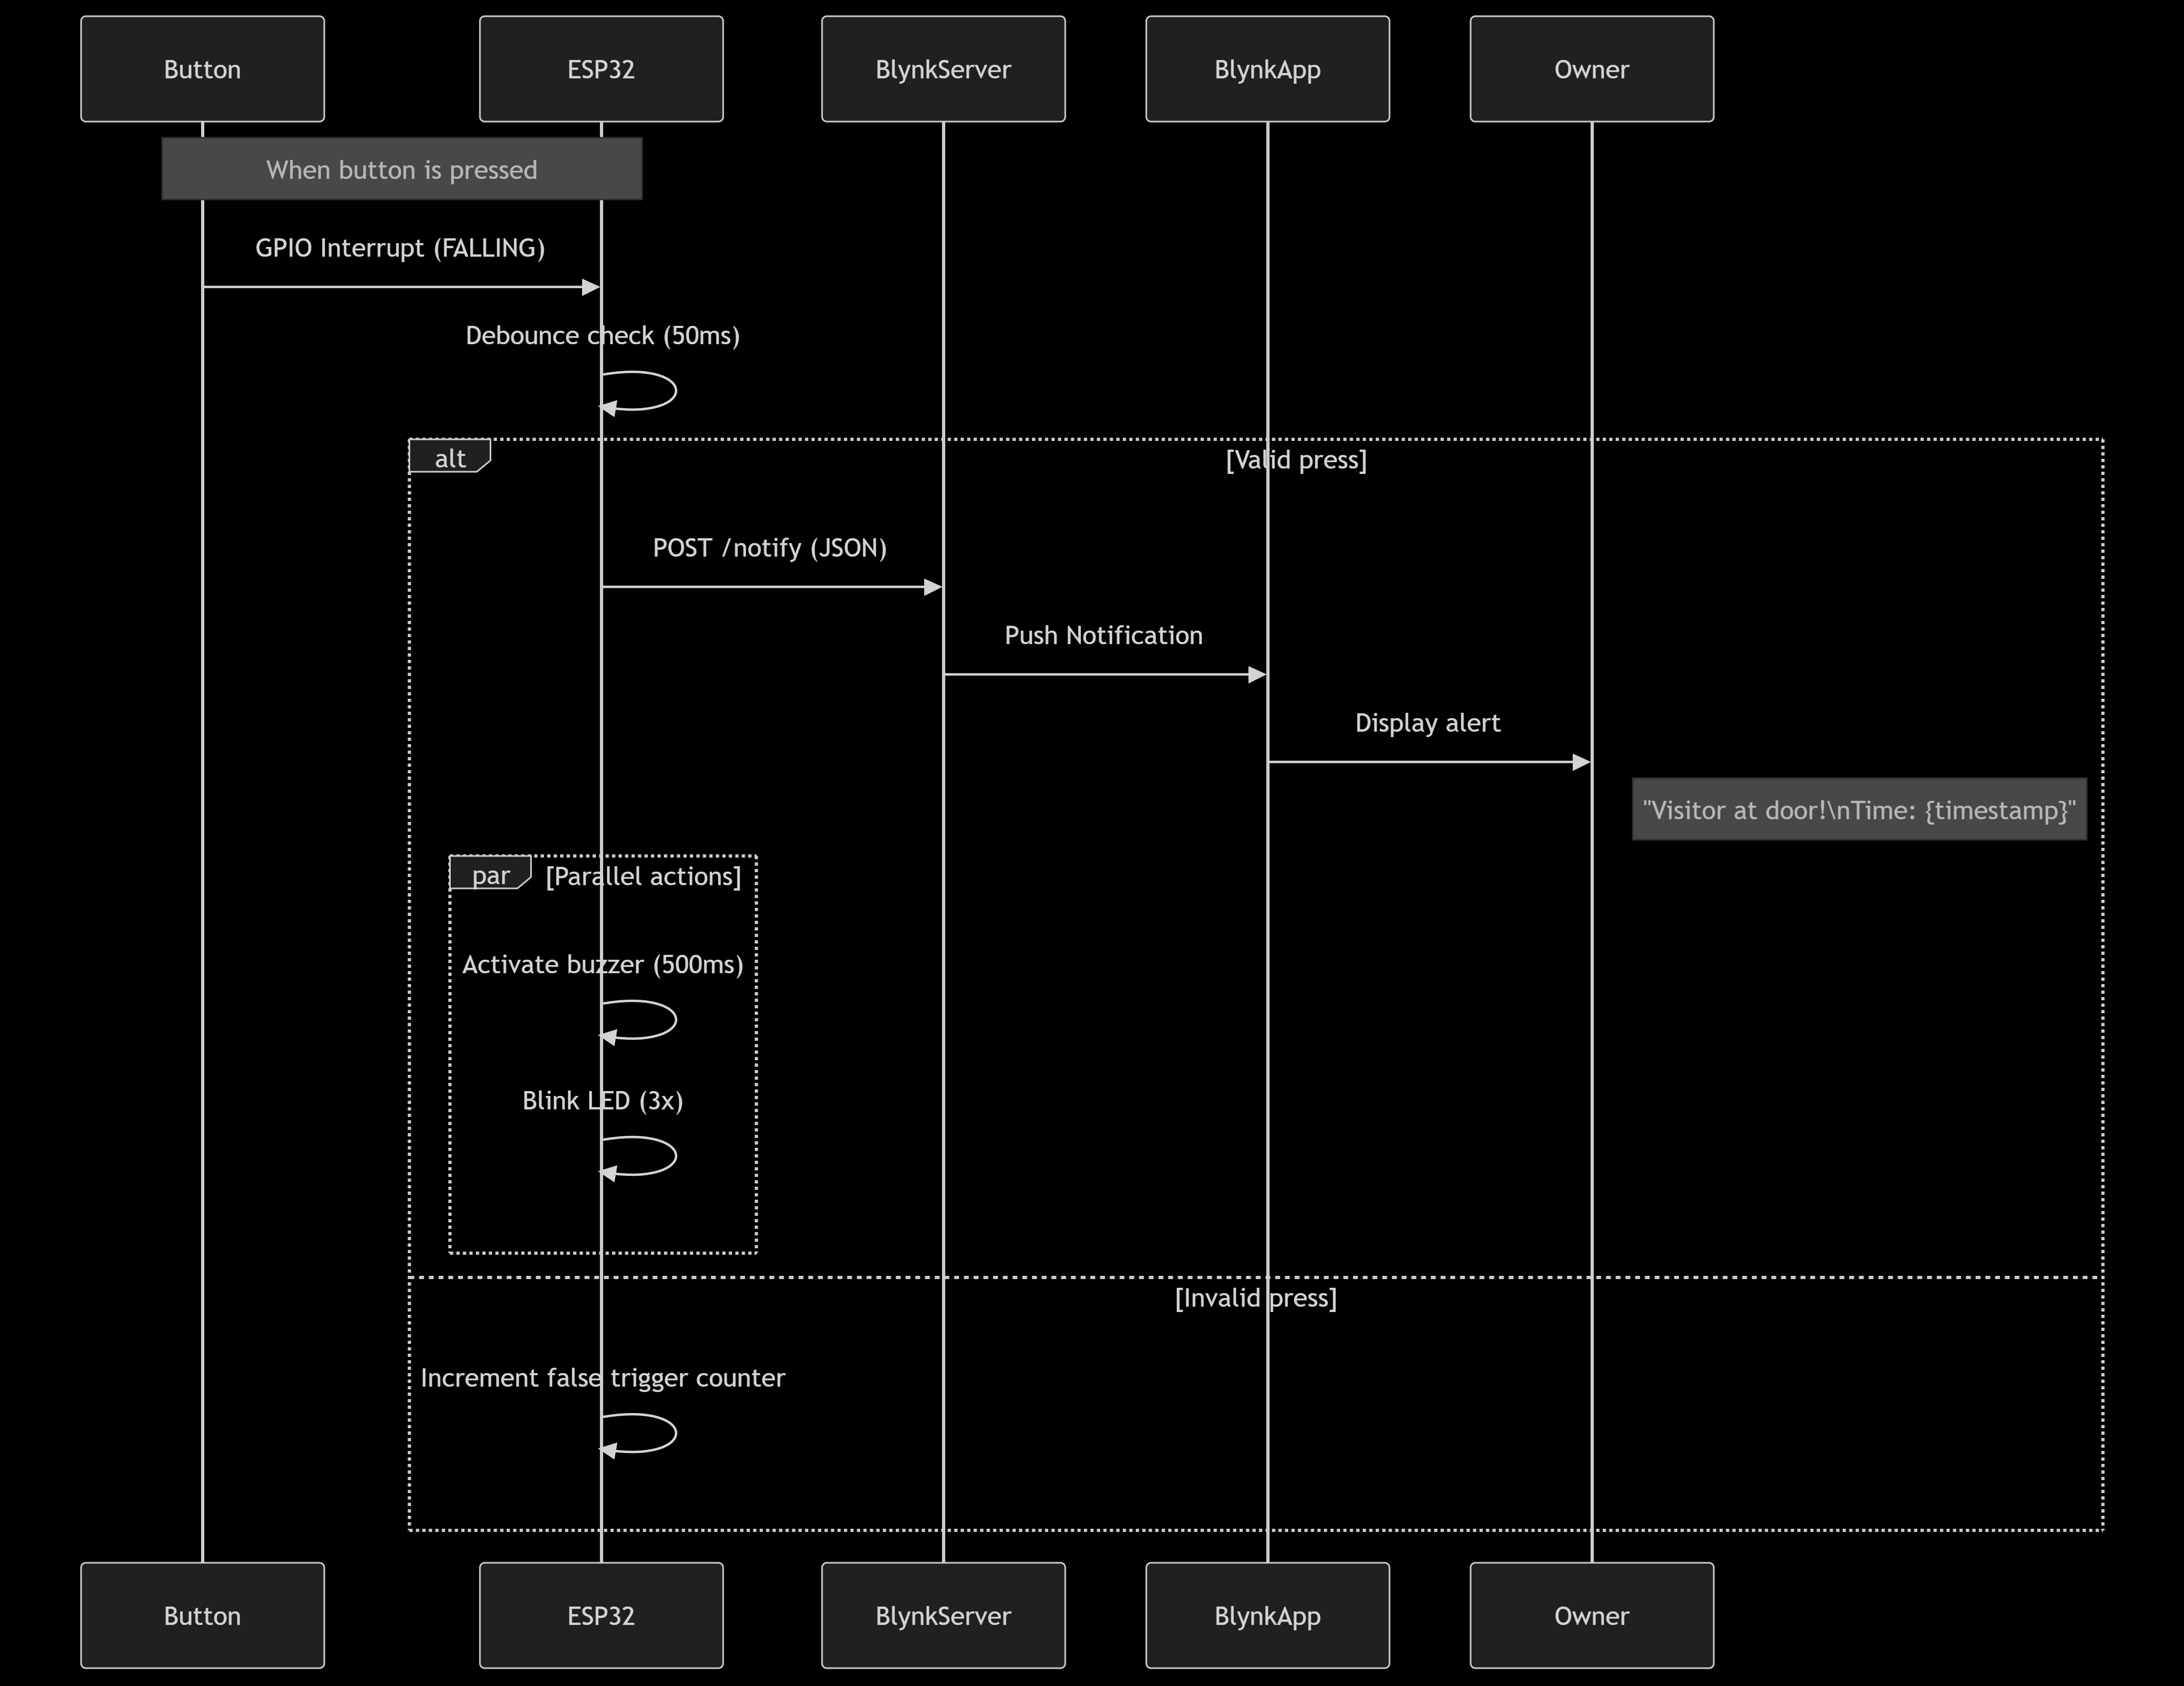 Button
ESP32
BlynkServer
BlynkApp
Owner
When button is pressed
GPIO Interrupt (FALLING)
Debounce check (50ms)
alt
[Valid press]
POST /notify (JSON)
Push Notification
Display alert
"Visitor at door!\nTime: {timestamp}"
par
[Parallel actions]
Activate buzzer (500ms)
Blink LED (3x)
[Invalid press]
Increment false trigger counter
Button
ESP32
BlynkServer
BlynkApp
Owner